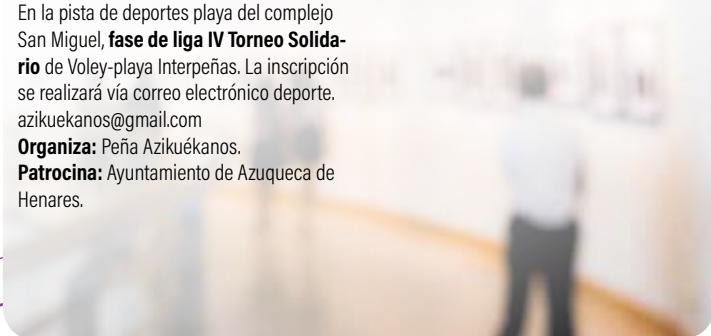 En la pista de deportes playa del complejo
San Miguel, fase de liga IV Torneo Solida-
rio de Voley-playa Interpeñas. La inscripción
se realizará vía correo electrónico deporte.
azikuekanos@gmail.com
Organiza: Peña Azikuékanos.
Patrocina: Ayuntamiento de Azuqueca de
Henares.